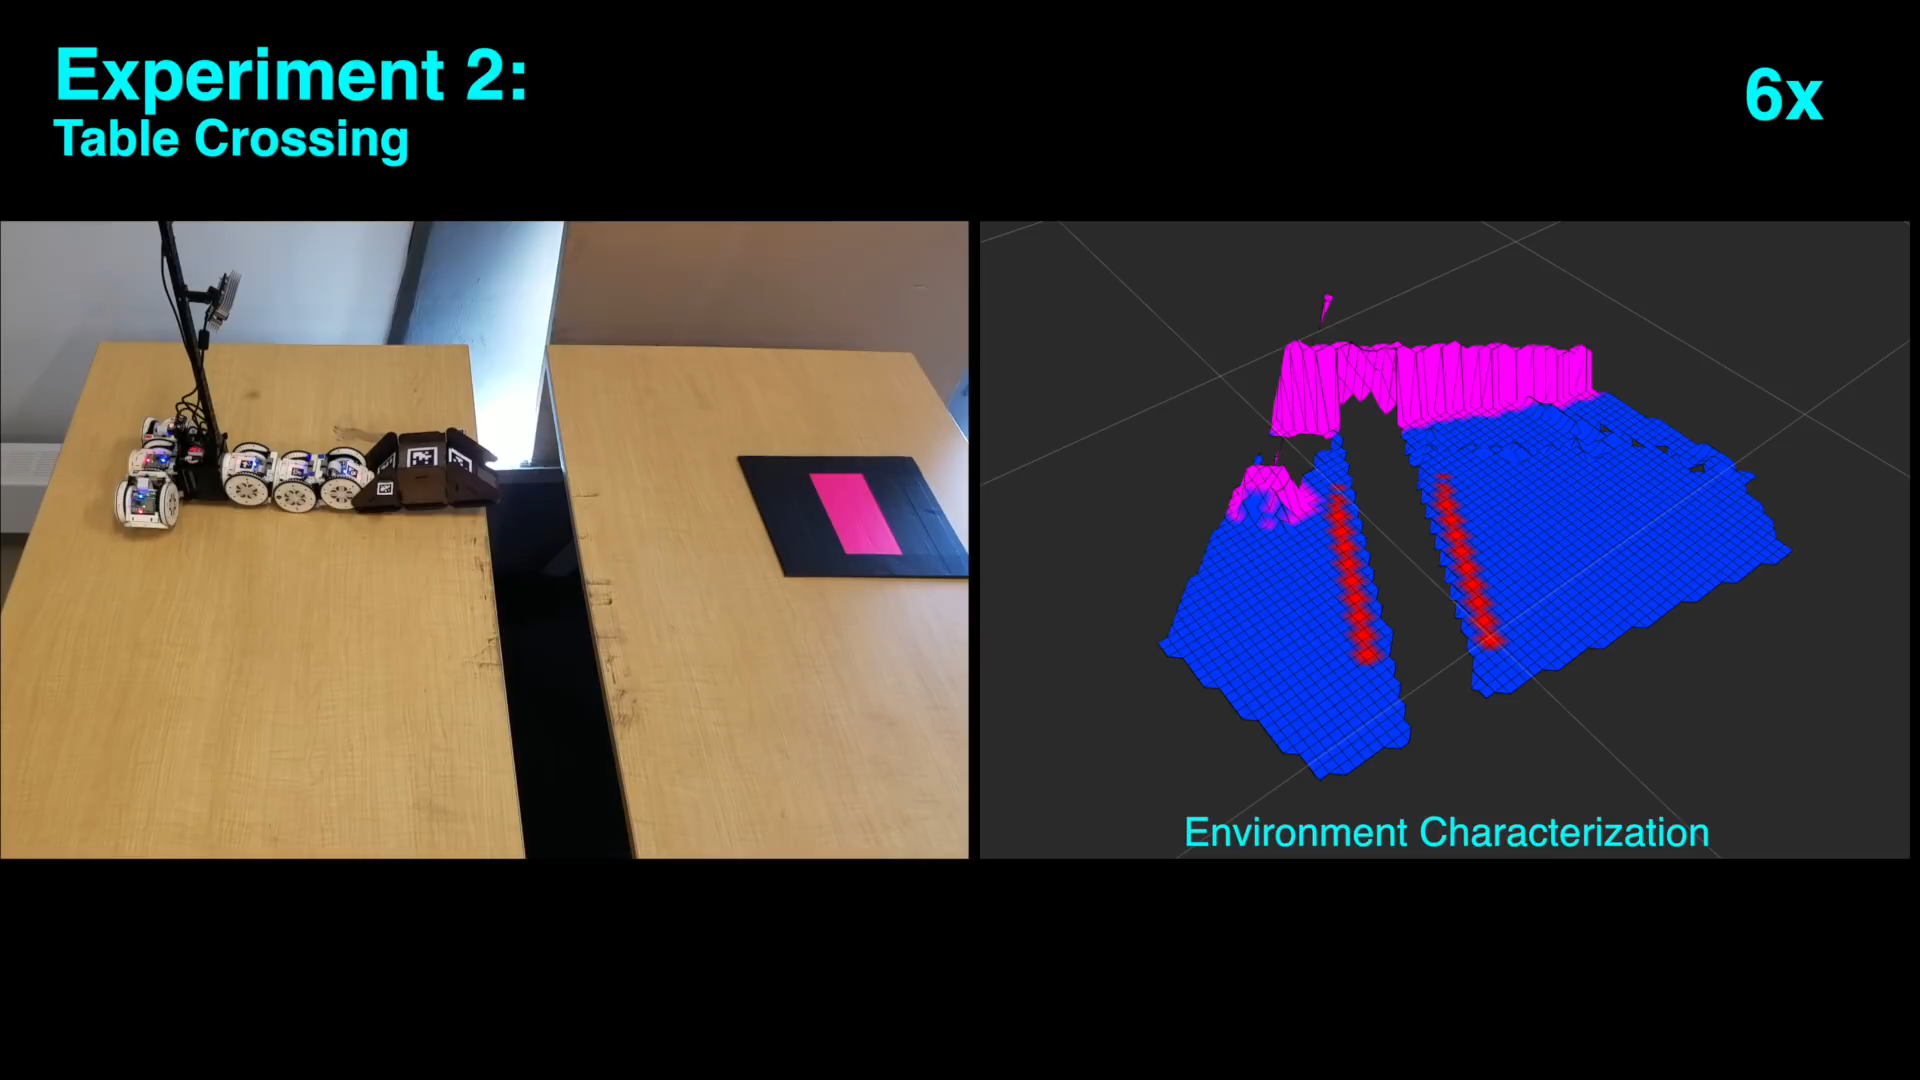 Experiment 2:
Table Crossing
6x
Environment Characterization